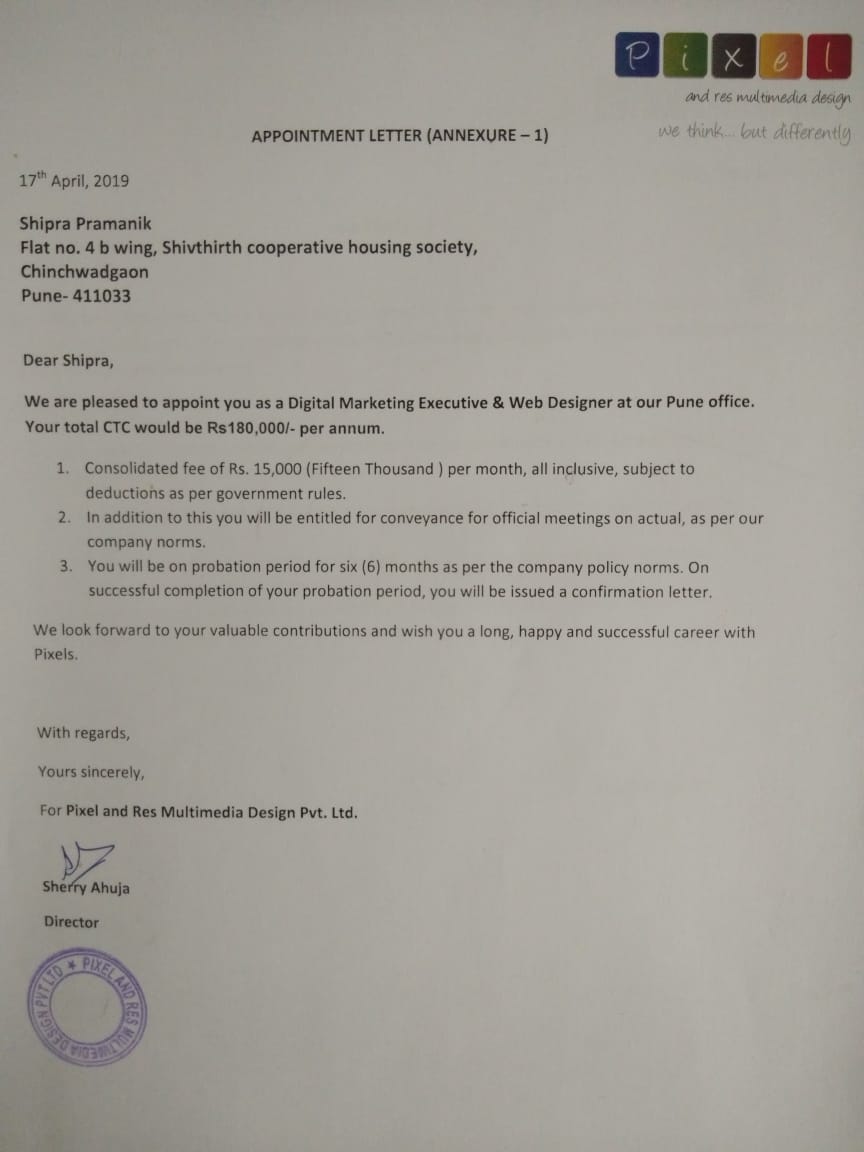 Pixel
and res multimedia design
we think... but differently
APPOINTMENT LETTER (ANNEXURE – 1)
17th April, 2019
Shipra Pramanik
Flat no. 4 b wing, Shivthirth cooperative housing society,
Chinchwadgaon
Pune- 411033
Dear Shipra,
We are pleased to appoint you as a Digital Marketing Executive & Web Designer at our Pune office.
Your total CTC would be Rs180,000/- per annum.
1. Consolidated fee of Rs. 15,000 (Fifteen Thousand ) per month, all inclusive, subject to
deductions as per government rules.
2. In addition to this you will be entitled for conveyance for official meetings on actual, as per our
company norms.
3. You will be on probation period for six (6) months as per the company policy norms. On
successful completion of your probation period, you will be issued a confirmation letter.
We look forward to your valuable contributions and wish you a long, happy and successful career with
Pixels.
With regards,
Yours sincerely,
For Pixel and Res Multimedia Design Pvt. Ltd.
Sherry Ahuja
Director
* PIXEL AND RES MULTIMEDIA DESIGN PVT LTD